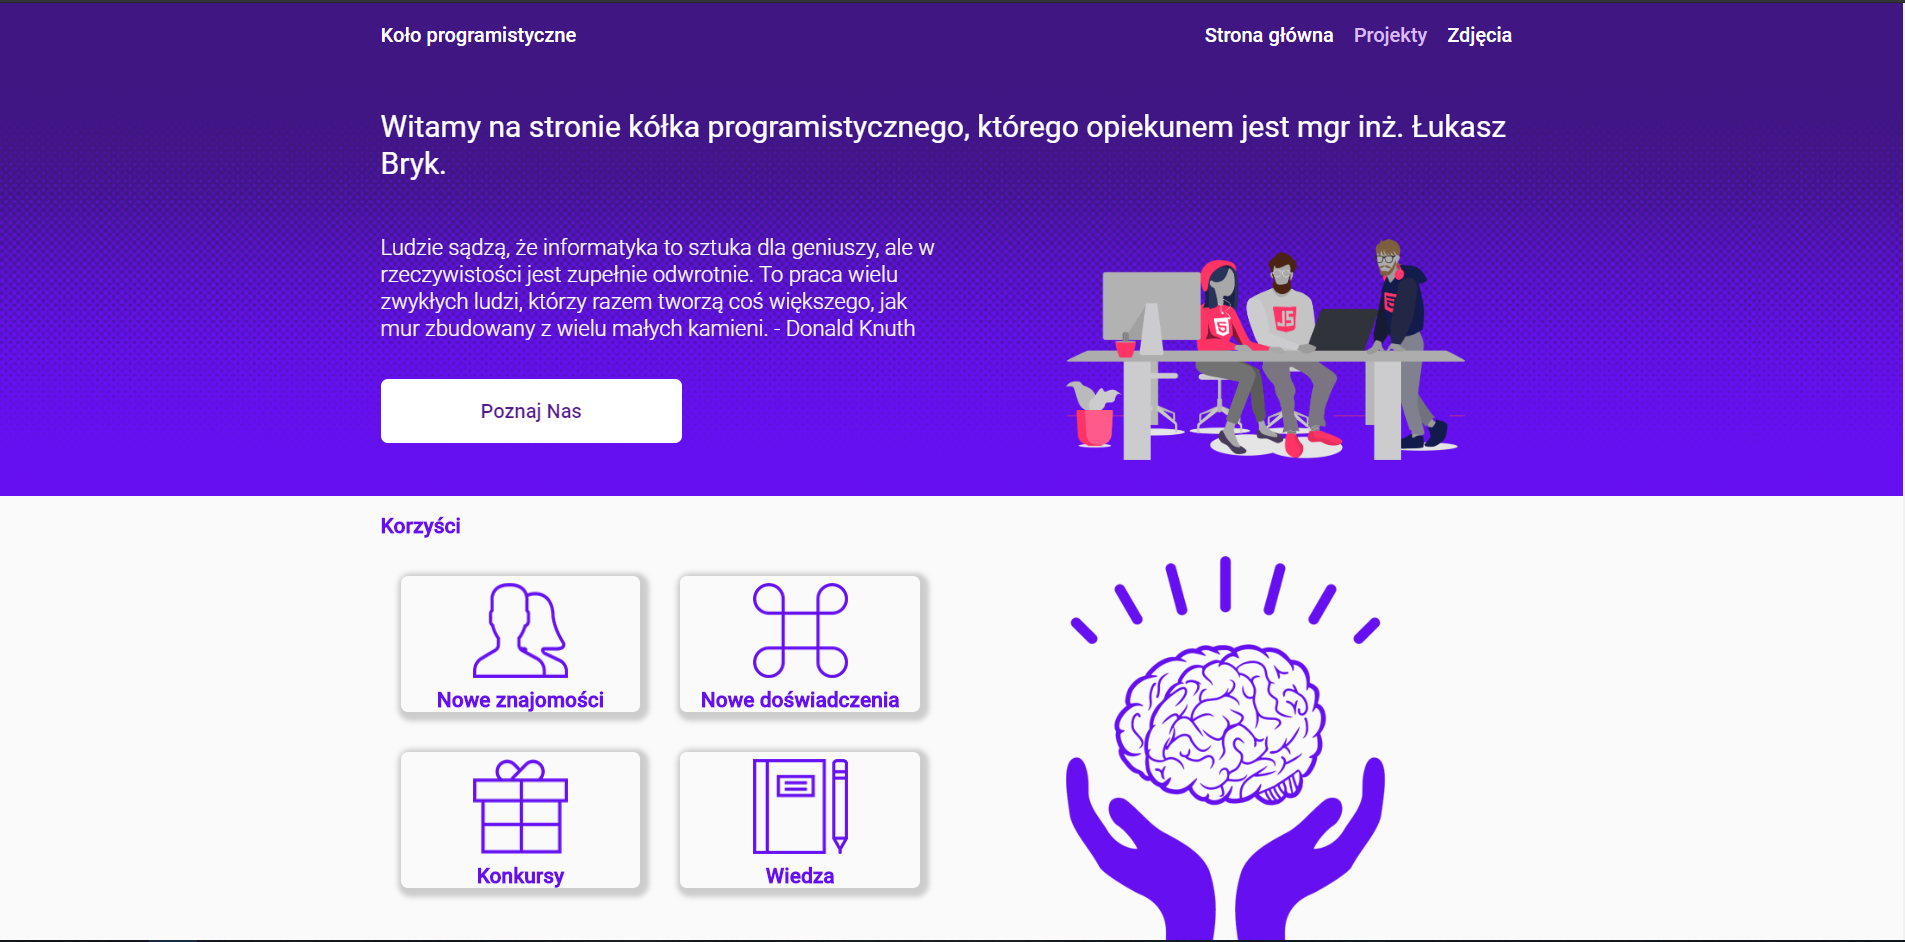 Koło programistyczne
Strona główna Projekty Zdjęcia
Witamy na stronie kółka programistycznego, którego opiekunem jest mgr inż. Łukasz
Bryk.
Ludzie sądzą, że informatyka to sztuka dla geniuszy, ale w
rzeczywistości jest zupełnie odwrotnie. To praca wielu
zwykłych ludzi, którzy razem tworzą coś większego, jak
mur zbudowany z wielu małych kamieni. - Donald Knuth
JS
Poznaj Nas
Korzyści
Nowe znajomości
Nowe doświadczenia
Konkursy
Wiedza